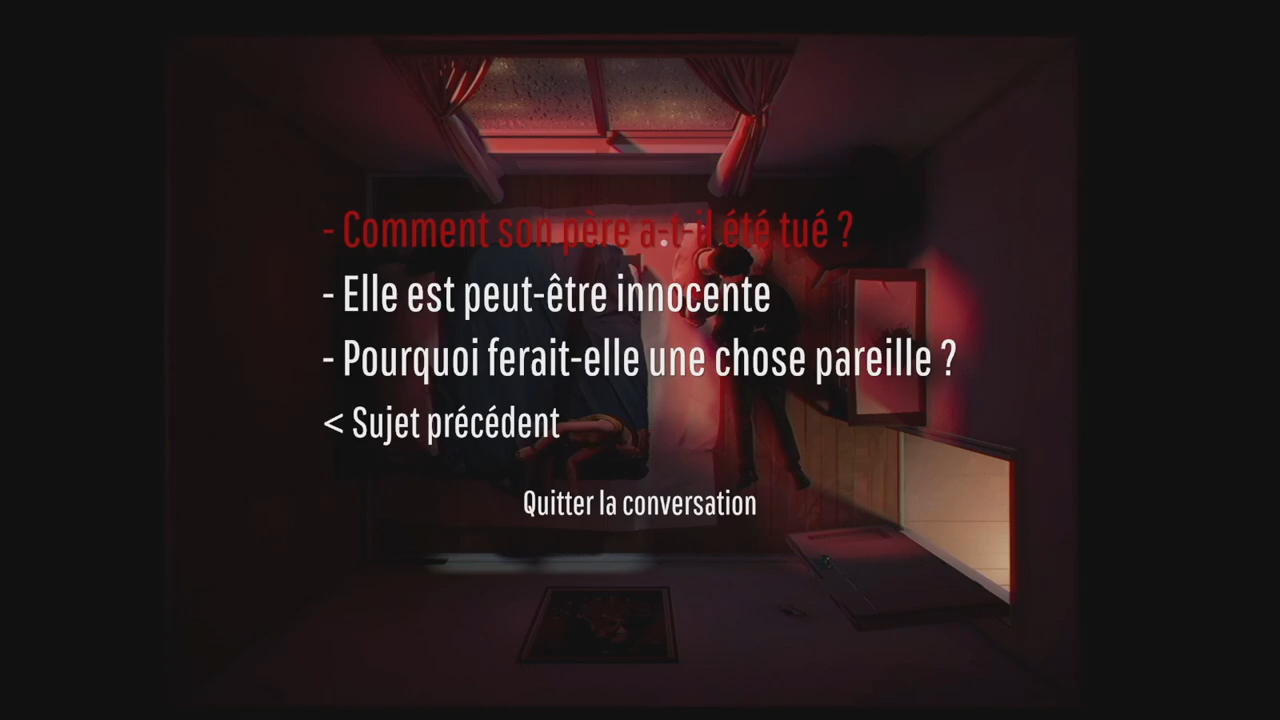 - Comment son père a-t-il été tué ?
- Elle est peut-être innocente
- Pourquoi ferait-elle une chose pareille ?
< Sujet précédent
Quitter la conversation